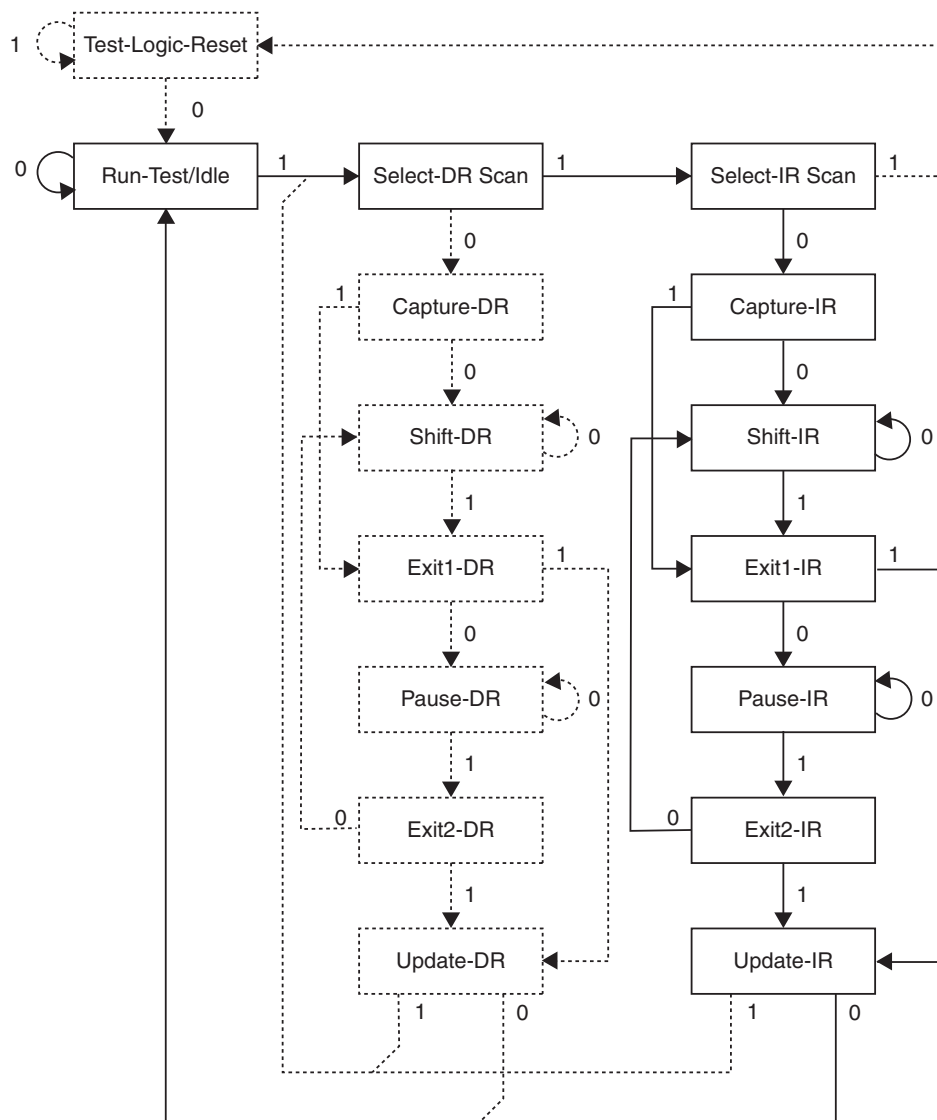 1
Test-Logic-Reset
0
0
Run-Test/Idle
1
Select-DR Scan
1
Select-IR Scan
1
0
0
1
Capture-DR
1
Capture-IR
0
0
Shift-DR
0
Shift-IR
0
1
1
Exit1-DR
1
Exit1-IR
1
0
0
Pause-DR
0
Pause-IR
0
1
1
0
Exit2-DR
0
Exit2-IR
1
1
Update-DR
Update-IR
1
0
1
0